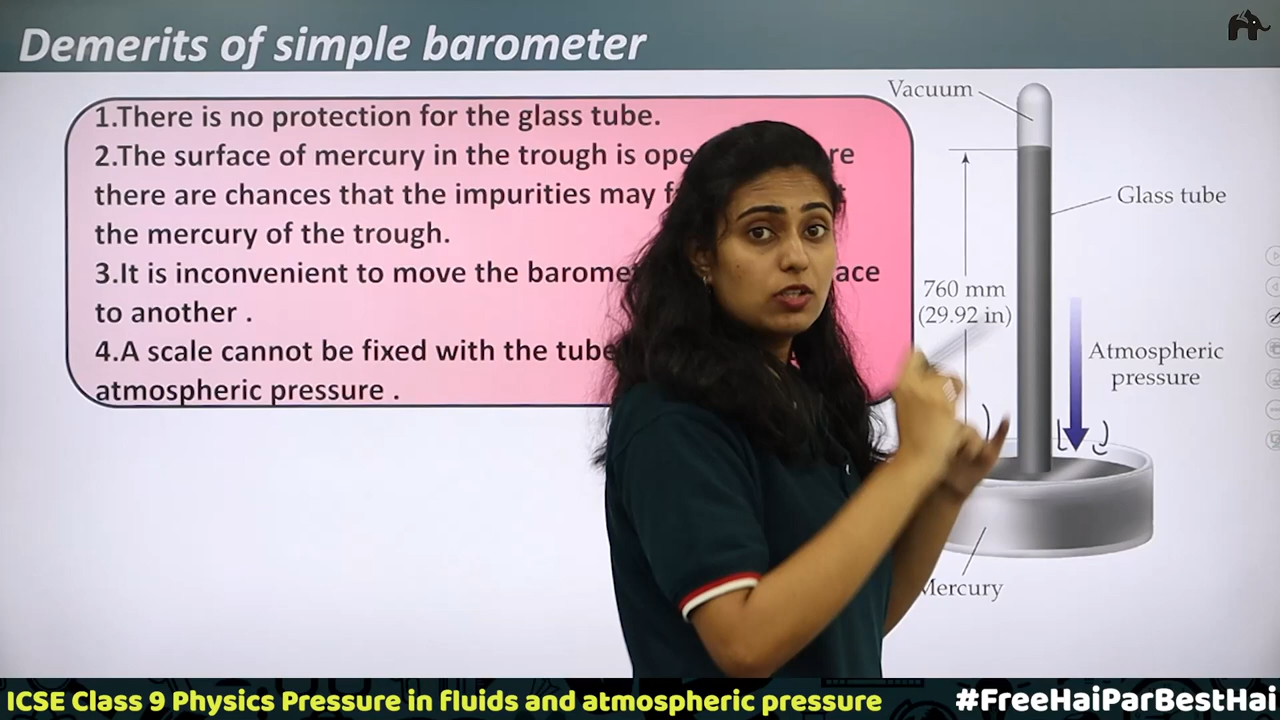 Demerits of simple barometer
1.There is no protection for the glass tube.
2.The surface of mercury in the trough is
there are chances that the impurities may
the mercury of the trough.
3.It is inconvenient to move the
to another .
4.A scale cannot be fixed with the tube
atmospheric pressure .
Vacuum
Glass tube
760 mm
(29.92 in)
Atmospheric
pressure
Mercury
ICSE Class 9 Physics Pressure in fluids and atmospheric pressure
#FreeHaiParBestHai